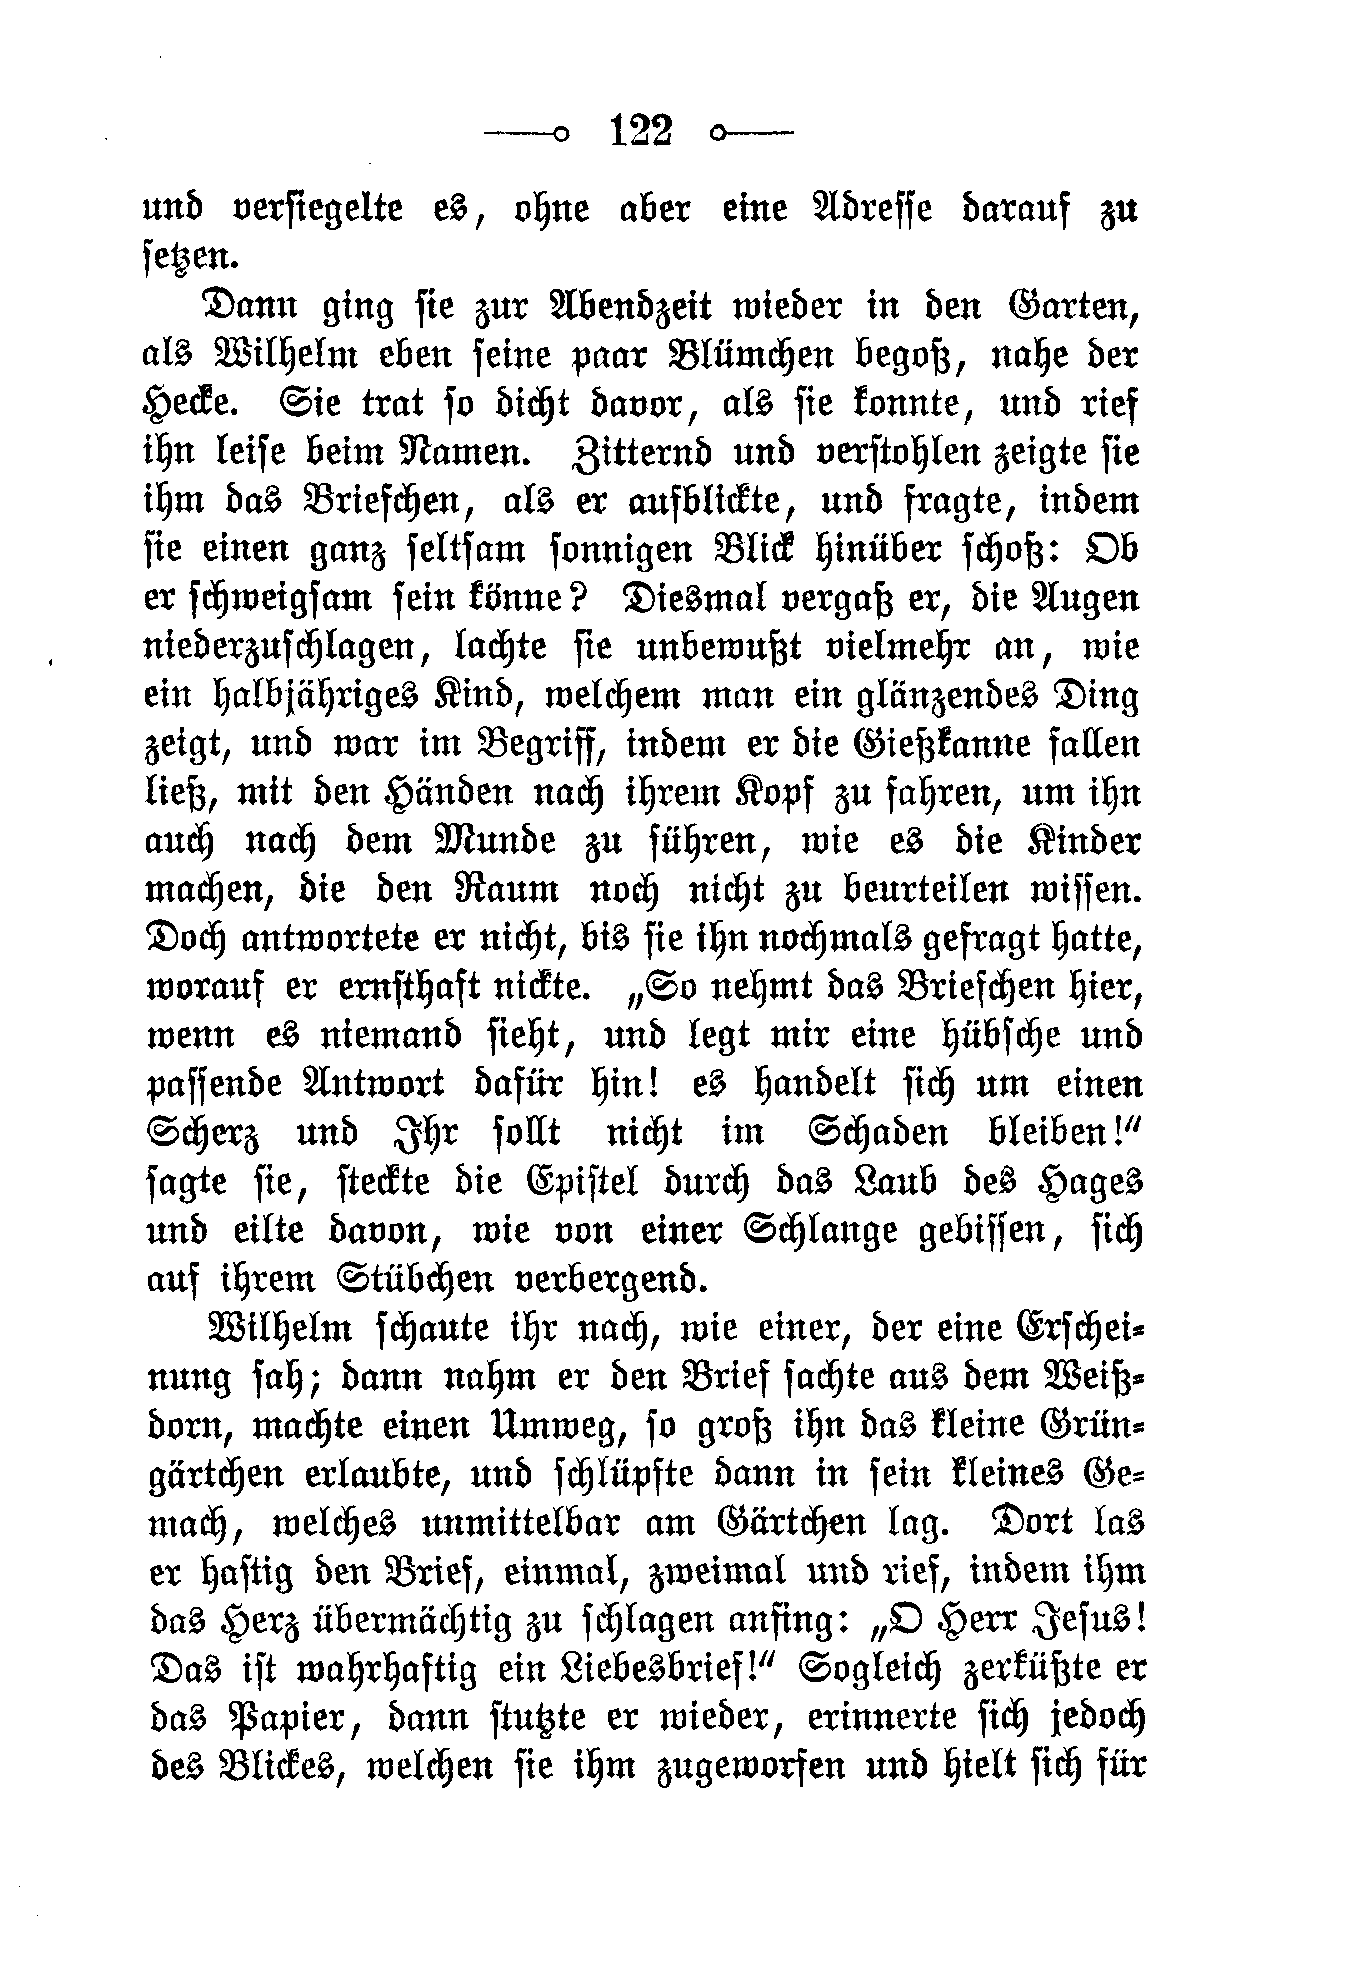 122
und versiegelte es, ohne aber eine Adresse darauf zu
setzen.
Dann ging sie zur Abendzeit wieder in den Garten,
als Wilhelm eben seine paar Blümchen begoß, nahe der
Hecke. Sie trat so dicht davor, als sie konnte, und rief
ihn leise beim Namen. Zitternd und verstohlen zeigte sie
ihm das Briefchen, als er aufblickte, und fragte, indem
sie einen ganz seltsam sonnigen Blick hinüber schoß: Ob
er schweigsam sein könne? Diesmal vergaß er, die Augen
niederzuschlagen, lachte sie unbewußt vielmehr an, wie
ein halbjähriges Kind, welchem man ein glänzendes Ding
zeigt, und war im Begriff, indem er die Gießkanne fallen
ließ, mit den Händen nach ihrem Kopf zu fahren, um ihn
auch nach dem Munde zu führen, wie es die Kinder
machen, die den Raum noch nicht zu beurteilen wissen.
Doch antwortete er nicht, bis sie ihn nochmals gefragt hatte,
worauf er ernsthaft nickte. „So nehmt das Briefchen hier,
wenn es niemand sieht, und legt mir eine hübsche und
passende Antwort dafür hin! es handelt sich um einen
Scherz und Ihr sollt nicht im Schaden bleiben!“
sagte sie, steckte die Epistel durch das Laub des Hages
und eilte davon, wie von einer Schlange gebissen, sich
auf ihrem Stübchen verbergend.
Wilhelm schaute ihr nach, wie einer, der eine Erschei-
nung sah; dann nahm er den Brief sachte aus dem Weiß-
dorn, machte einen Umweg, so groß ihn das kleine Grün-
gärtchen erlaubte, und schlüpfte dann in sein kleines Ge-
mach, welches unmittelbar am Gärtchen lag. Dort las
er hastig den Brief, einmal, zweimal und rief, indem ihm
das Herz übermächtig zu schlagen anfing: „O Herr Jesus!
Das ist wahrhaftig ein Liebesbrief!“ Sogleich zerküßte er
das Papier, dann stutzte er wieder, erinnerte sich jedoch
des Blickes, welchen sie ihm zugeworfen und hielt sich für